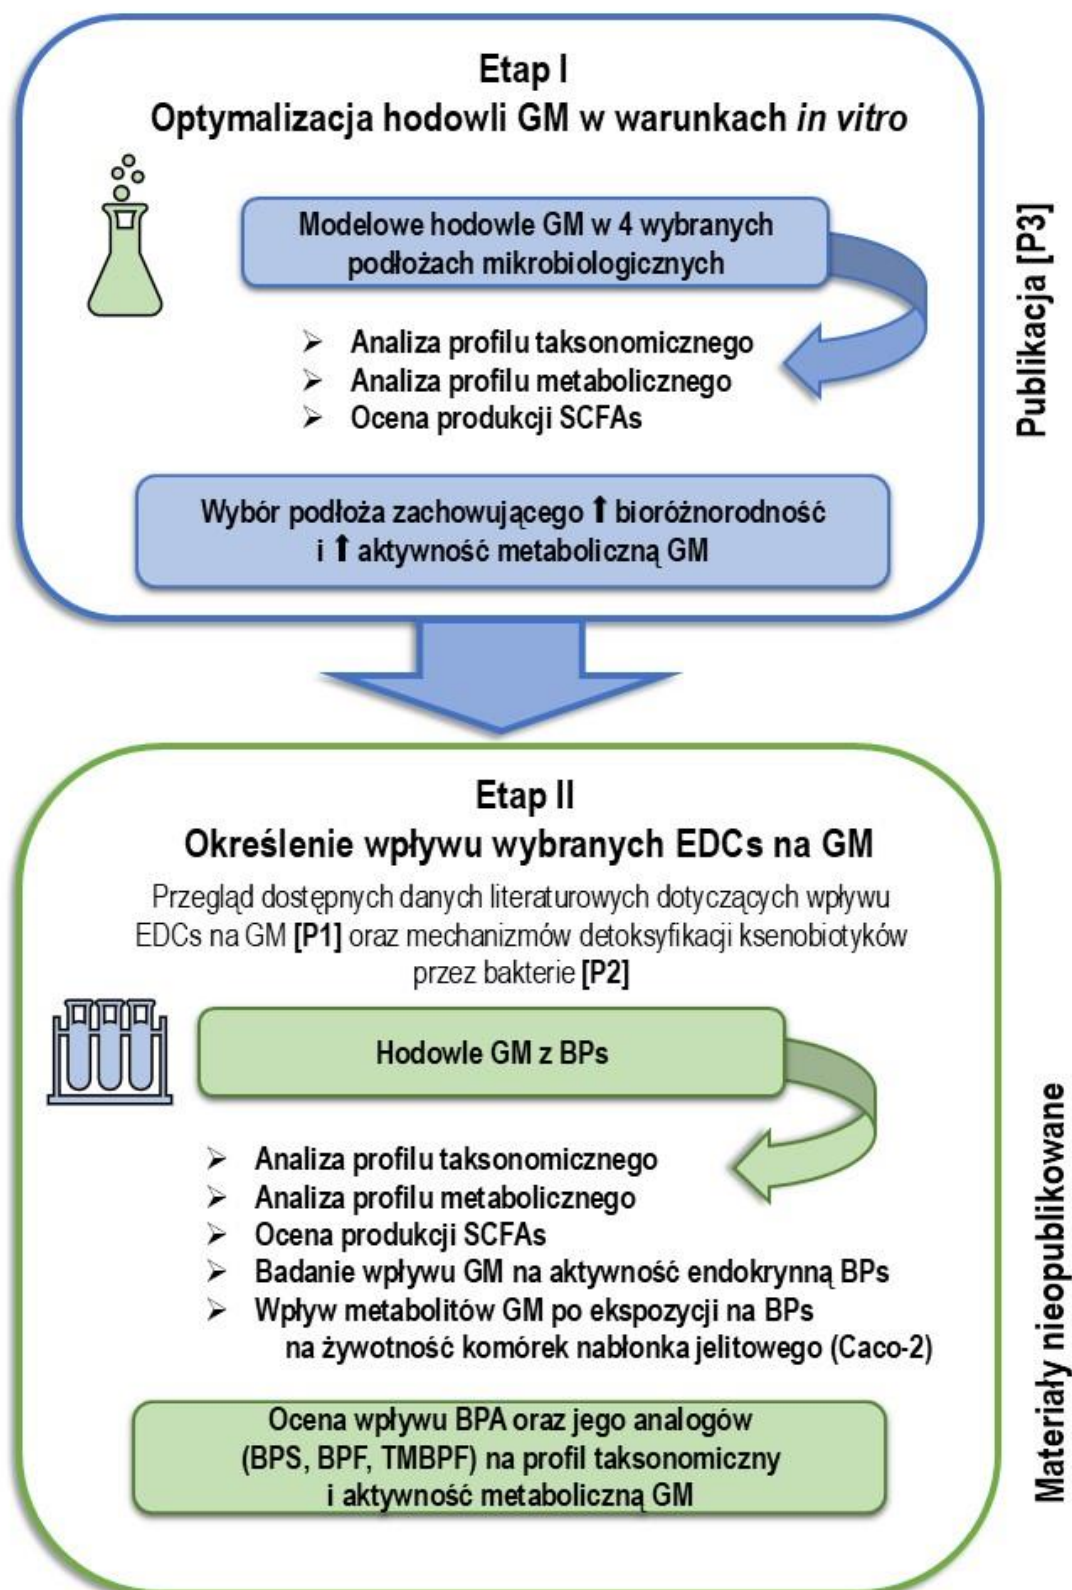 Etap I
Optymalizacja hodowli GM w warunkach in vitro
Modelowe hodowle GM w 4 wybranych
podłożach mikrobiologicznych
➢ Analiza profilu taksonomicznego
➢ Analiza profilu metabolicznego
➢ Ocena produkcji SCFAs
Wybór podłoża zachowującego ⬆ bioróżnorodność
i ⬆ aktywność metaboliczną GM
Publikacja [P3]
Etap II
Określenie wpływu wybranych EDCs na GM
Przegląd dostępnych danych literaturowych dotyczących wpływu
EDCs na GM [P1] oraz mechanizmów detoksyfikacji ksenobiotyków
przez bakterie [P2]
Hodowle GM z BPs
➢ Analiza profilu taksonomicznego
➢ Analiza profilu metabolicznego
➢ Ocena produkcji SCFAs
➢ Badanie wpływu GM na aktywność endokrynną BPs
➢ Wpływ metabolitów GM po ekspozycji na BPs
na żywotność komórek nabłonka jelitowego (Caco-2)
Ocena wpływu BPA oraz jego analogów
(BPS, BPF, TMBPF) na profil taksonomiczny
i aktywność metaboliczną GM
Materiały nieopublikowane